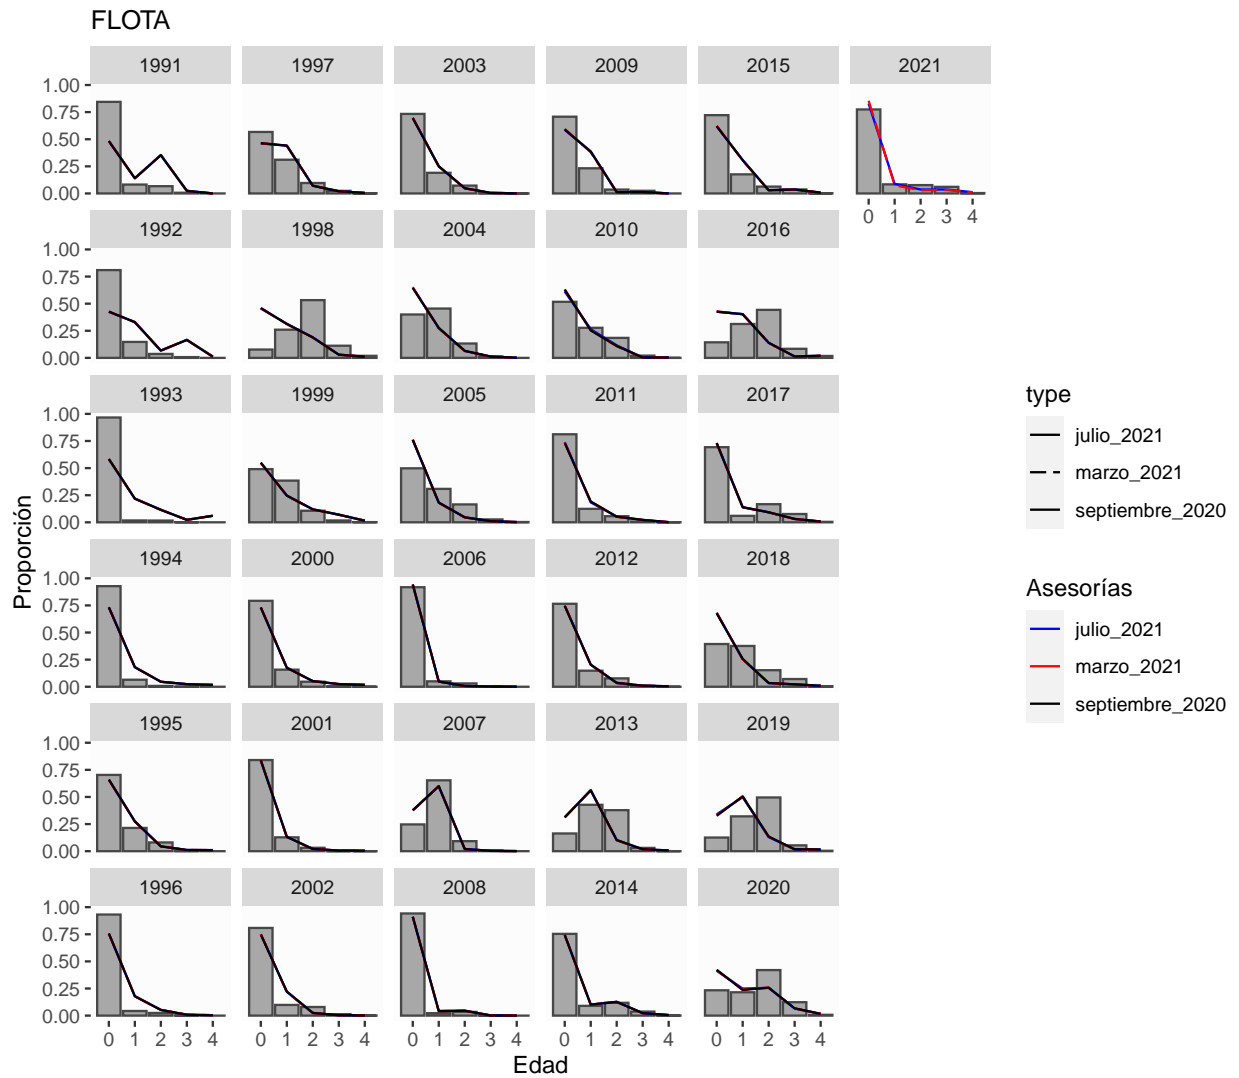 FLOTA
1991 1997 2003 2009 2015 2021
1.00
0.75
0.50
0.25
0.00
0 1 2 3 4
1992 1998 2004 2010 2016
1.00
0.75
0.50
0.25
0.00
1993 1999 2005 2011 2017
1.00
0.75
0.50
0.25
0.00
1994 2000 2006 2012 2018
1.00
0.75
0.50
0.25
0.00
1995 2001 2007 2013 2019
1.00
0.75
0.50
0.25
0.00
1996 2002 2008 2014 2020
1.00
0.75
0.50
0.25
0.00
0 1 2 3 4 0 1 2 3 4 0 1 2 3 4 0 1 2 3 4 0 1 2 3 4
Edad
Proporción
type
julio_2021
marzo_2021
septiembre_2020
Asesorías
julio_2021
marzo_2021
septiembre_2020